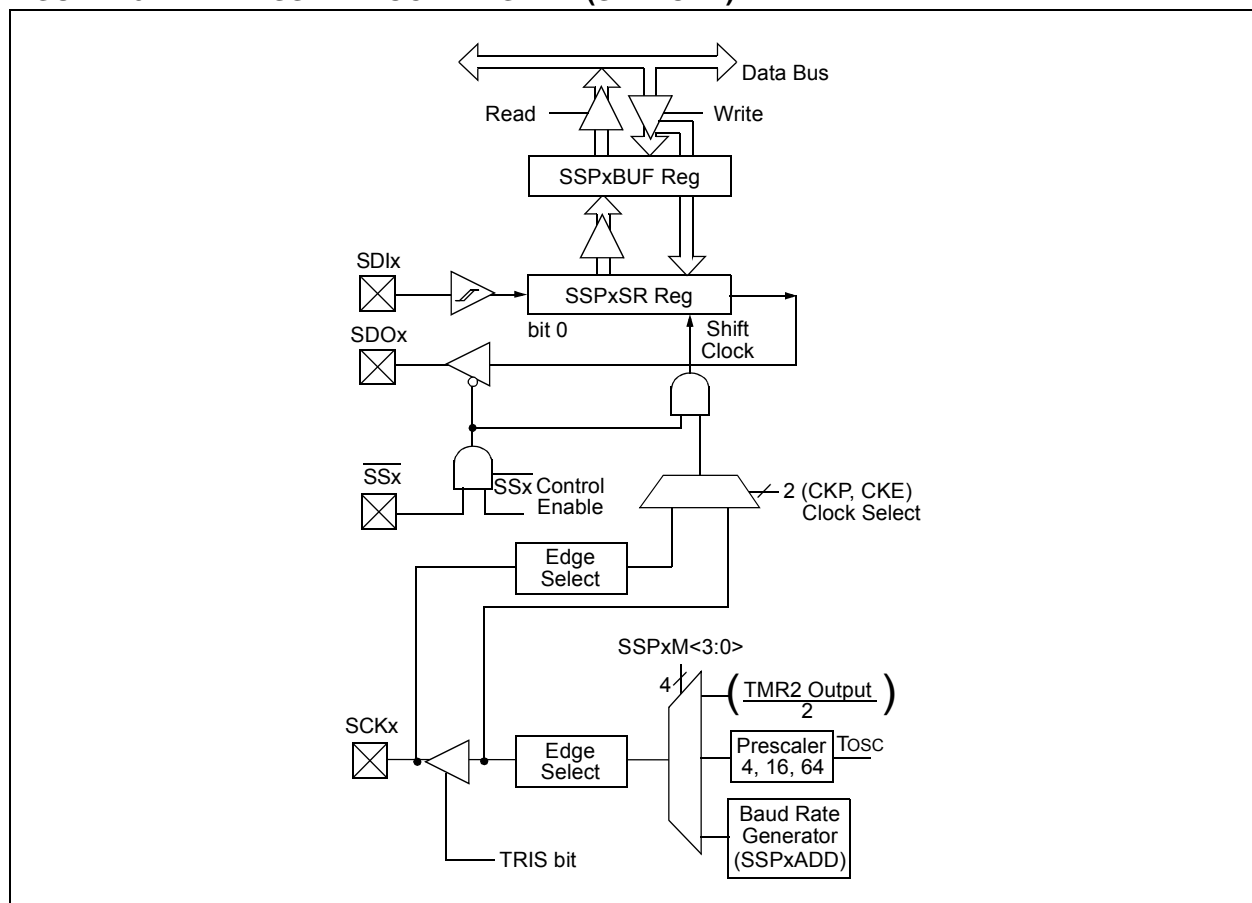 Data Bus
Read
Write
SSPxBUF Reg
SDIx
SSPxSR Reg
bit 0
Shift
Clock
SDOx
SSx
SSx Control
Enable
2 (CKP, CKE)
Clock Select
Edge
Select
SSPxM<3:0>
4
( TMR2 Output )
2
SCKx
Edge
Select
Prescaler
4, 16, 64
TOSC
Baud Rate
Generator
(SSPxADD)
TRIS bit